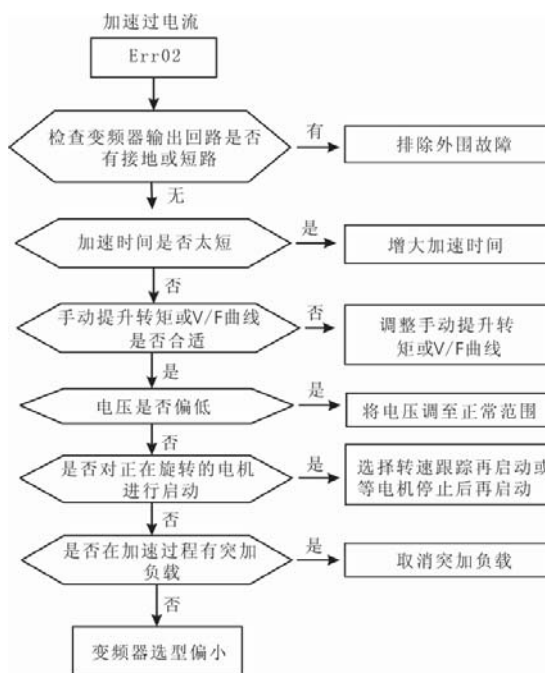 加速过电流
Err02
检查变频器输出回路是否
有接地或短路
有
排除外围故障
无
加速时间是否太短
是
增大加速时间
否
手动提升转矩或V/F曲线
是否合适
否
调整手动提升转
矩或V/F曲线
是
电压是否偏低
是
将电压调至正常范围
否
是否对正在旋转的电机
进行启动
是
选择转速跟踪再启动或
等电机停止后再启动
否
是否在加速过程有突加
负载
是
取消突加负载
否
变频器选型偏小